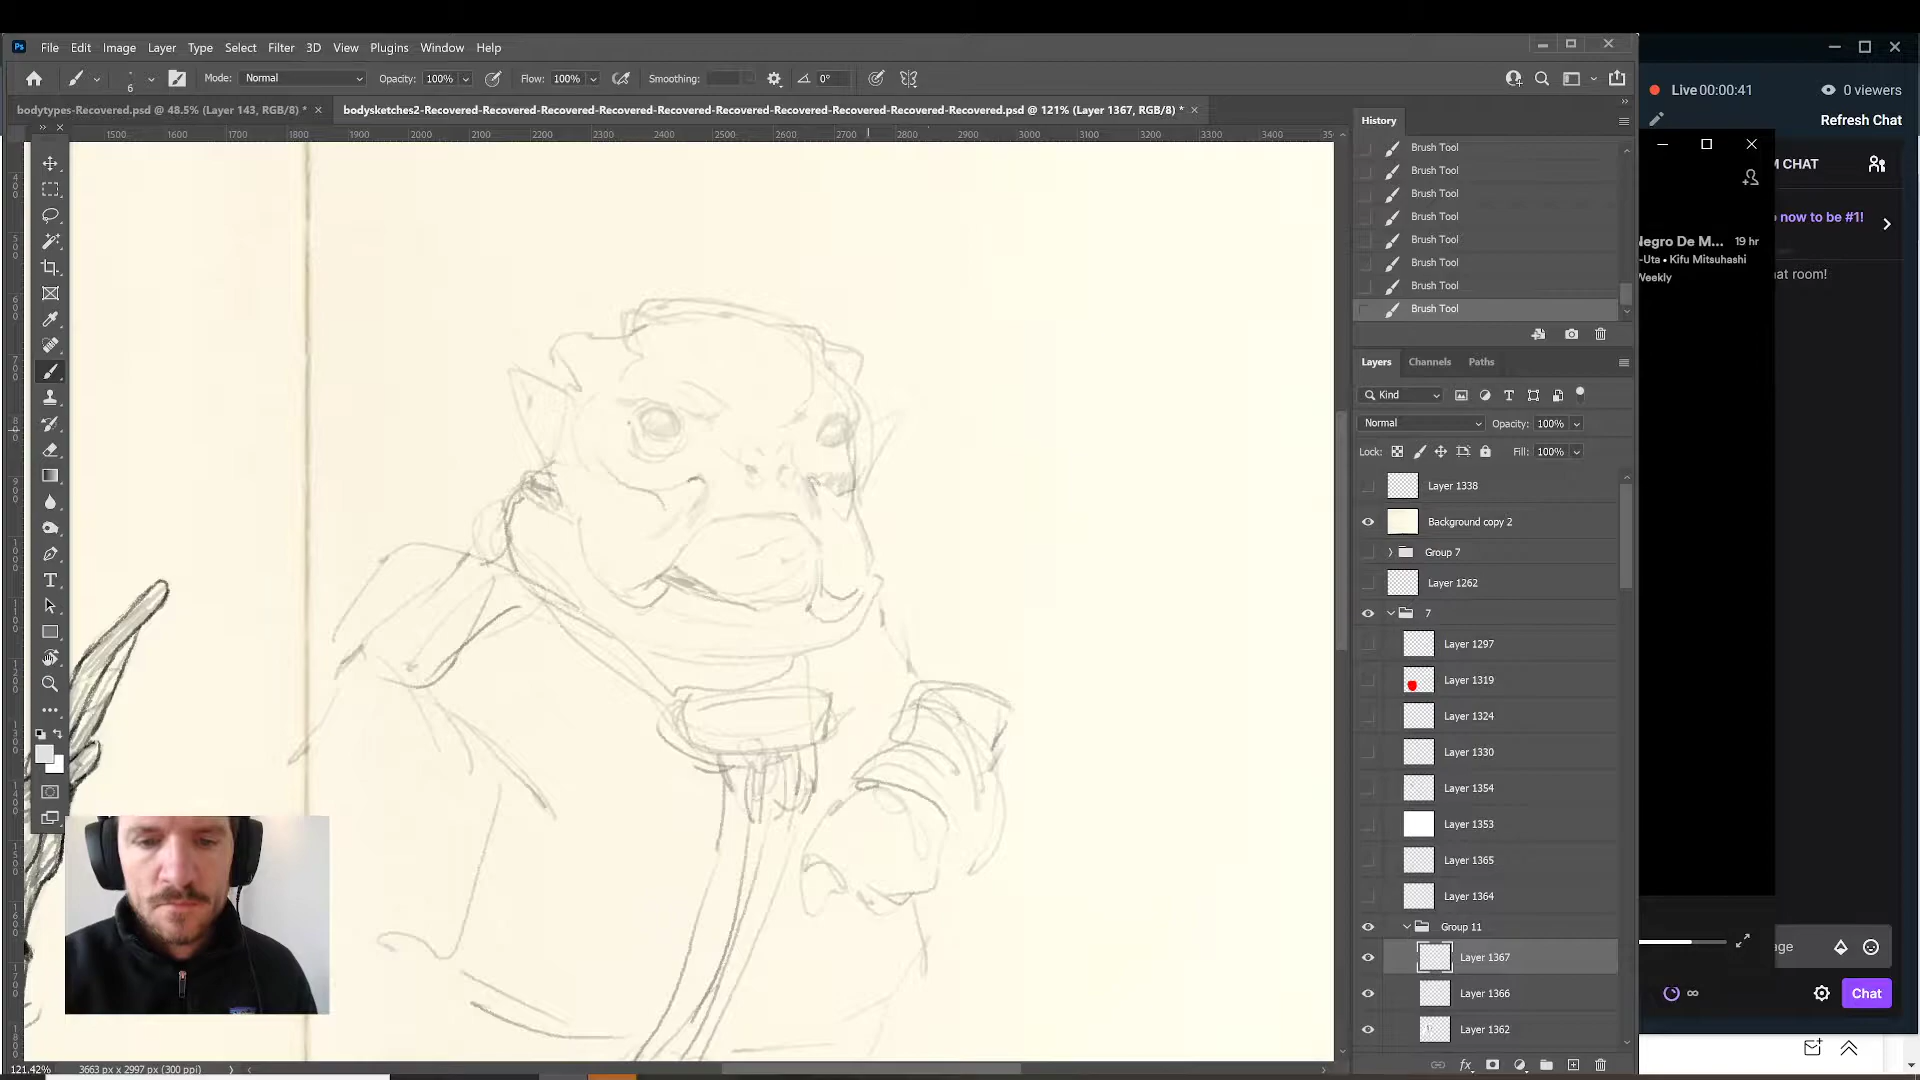 Ps File Edit Image Layer Type Select Filter 3D View Plugins Window Help
6 Mode: Normal Opacity: 100% Flow: 100% Smoothing: 0°
bodytypes-Recovered.psd @ 48.5% (Layer 143, RGB/8) * bodysketches2-Recovered-Recovered-Recovered-Recovered-Recovered-Recovered-Recovered-Recovered-Recovered-Recovered.psd @ 121% (Layer 1367, RGB/8) *
1500 1600 1700 1800 1900 2000 2100 2200 2300 2400 2500 2600 2700 2800 2900 3000 3100 3200 3300 3400
History
Brush Tool
Brush Tool
Brush Tool
Brush Tool
Brush Tool
Brush Tool
Brush Tool
Brush Tool
Layers Channels Paths
Kind
Normal Opacity: 100%
Lock: Fill: 100%
Layer 1338
Background copy 2
Group 7
Layer 1262
7
Layer 1297
Layer 1319
Layer 1324
Layer 1330
Layer 1354
Layer 1353
Layer 1365
Layer 1364
Group 11
Layer 1367
Layer 1366
Layer 1362
121.42% 3663 px x 2997 px (300 ppi)
Live 00:00:41 0 viewers
Refresh Chat
M CHAT
now to be #1!
Negro De M... 19 hr
-Uta • Kifu Mitsuhashi
Weekly
at room!
age
Chat